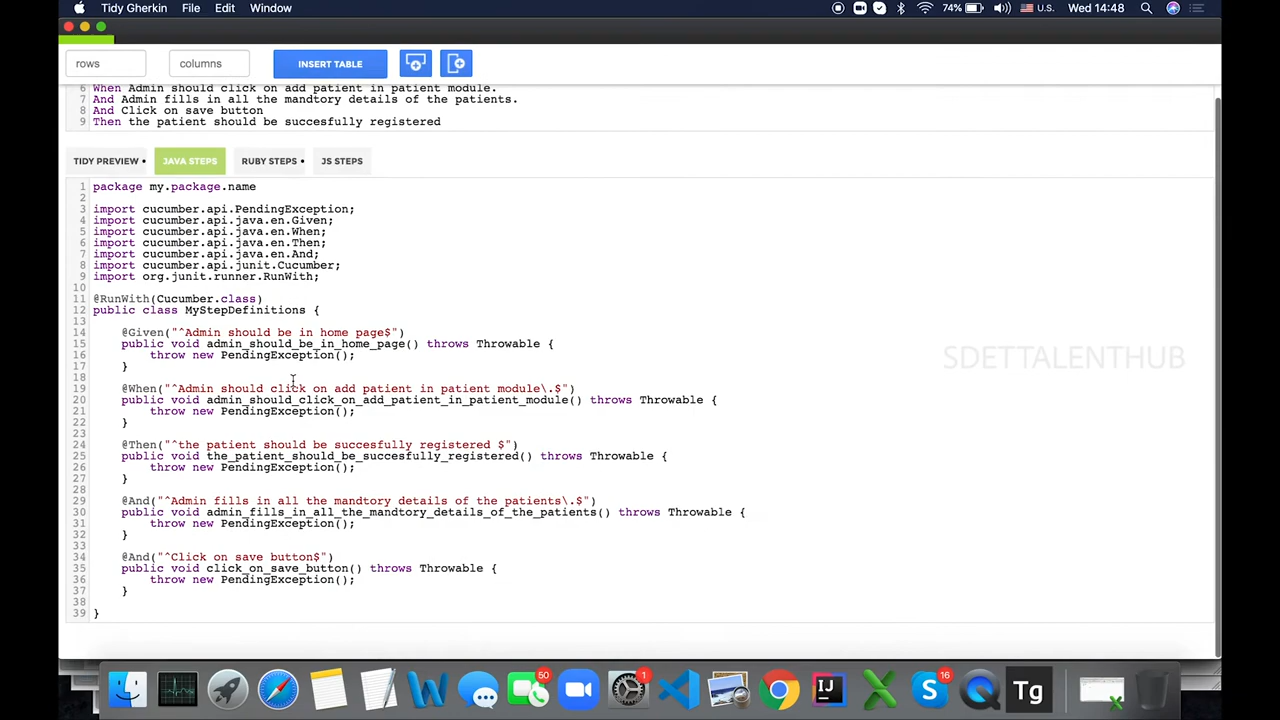 Tidy Gherkin File Edit Window 74% U.S. Wed 14:48
rows columns INSERT TABLE
6 When Admin should click on add patient in patient module.
7 And Admin fills in all the mandtory details of the patients.
8 And Click on save button
9 Then the patient should be succesfully registered
TIDY PREVIEW • JAVA STEPS RUBY STEPS • JS STEPS
1 package my.package.name
2
3 import cucumber.api.PendingException;
4 import cucumber.api.java.en.Given;
5 import cucumber.api.java.en.When;
6 import cucumber.api.java.en.Then;
7 import cucumber.api.java.en.And;
8 import cucumber.api.junit.Cucumber;
9 import org.junit.runner.RunWith;
10
11 @RunWith(Cucumber.class)
12 public class MyStepDefinitions {
13
14 @Given("^Admin should be in home page$")
15 public void admin_should_be_in_home_page() throws Throwable {
16 throw new PendingException();
17 }
18
19 @When("^Admin should click on add patient in patient module\.$")
20 public void admin_should_click_on_add_patient_in_patient_module() throws Throwable {
21 throw new PendingException();
22 }
23
24 @Then("^the patient should be succesfully registered $")
25 public void the_patient_should_be_succesfully_registered() throws Throwable {
26 throw new PendingException();
27 }
28
29 @And("^Admin fills in all the mandtory details of the patients\.$")
30 public void admin_fills_in_all_the_mandtory_details_of_the_patients() throws Throwable {
31 throw new PendingException();
32 }
33
34 @And("^Click on save button$")
35 public void click_on_save_button() throws Throwable {
36 throw new PendingException();
37 }
38
39 }
SDETTALENTHUB
50 1 16
W IJ X S Tg